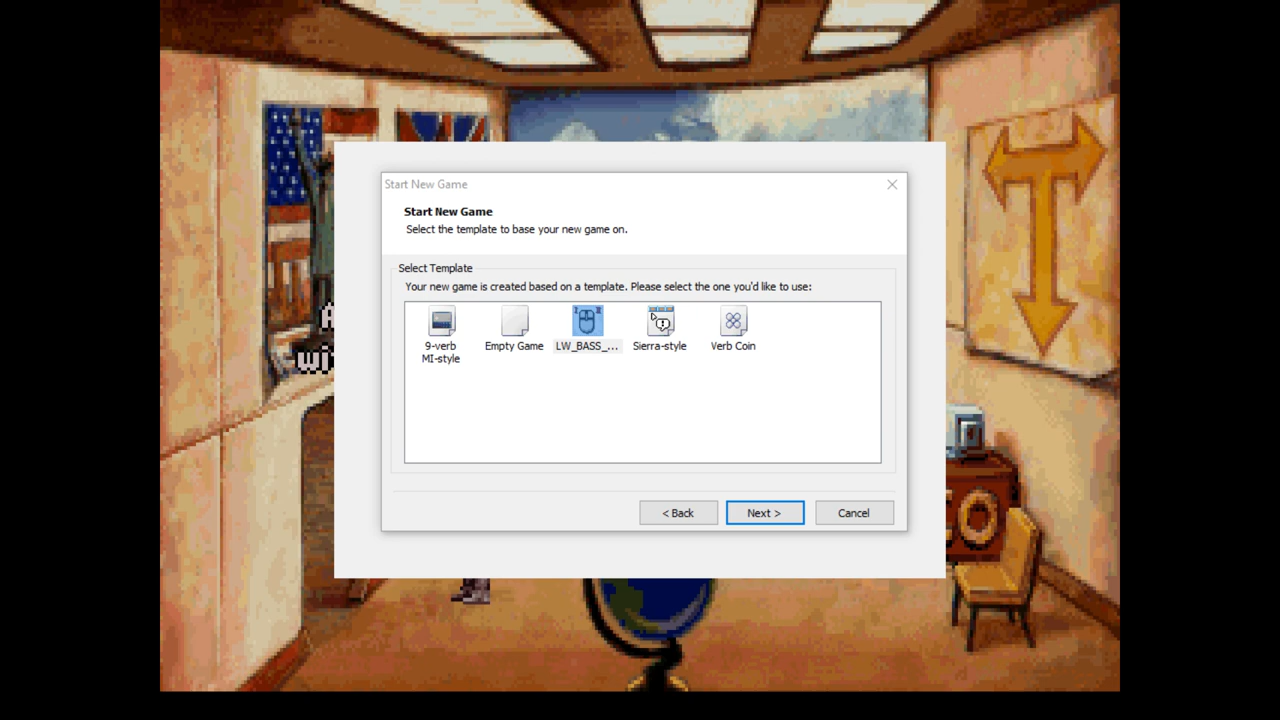 Start New Game
Start New Game
Select the template to base your new game on.
Select Template
Your new game is created based on a template. Please select the one you'd like to use:
9-verb
MI-style
Empty Game
LW_BASS_...
Sierra-style
Verb Coin
< Back
Next >
Cancel